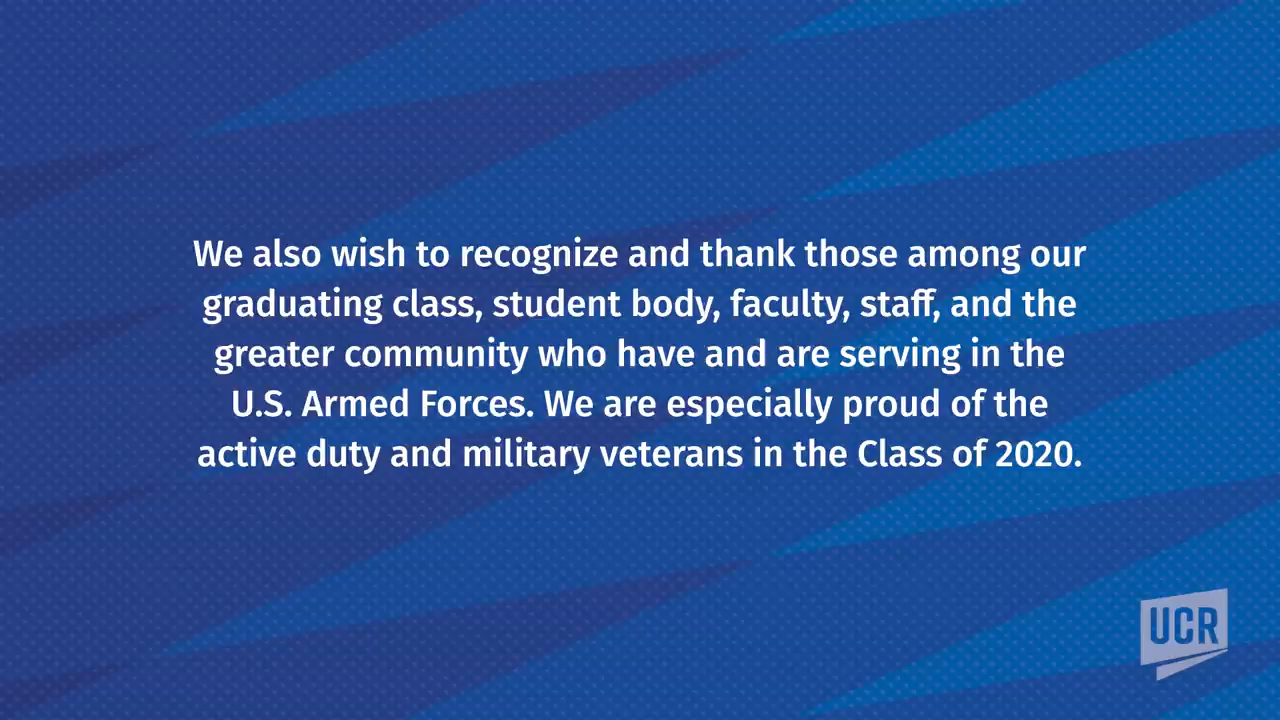 We also wish to recognize and thank those among our
graduating class, student body, faculty, staff, and the
greater community who have and are serving in the
U.S. Armed Forces. We are especially proud of the
active duty and military veterans in the Class of 2020.
UCR